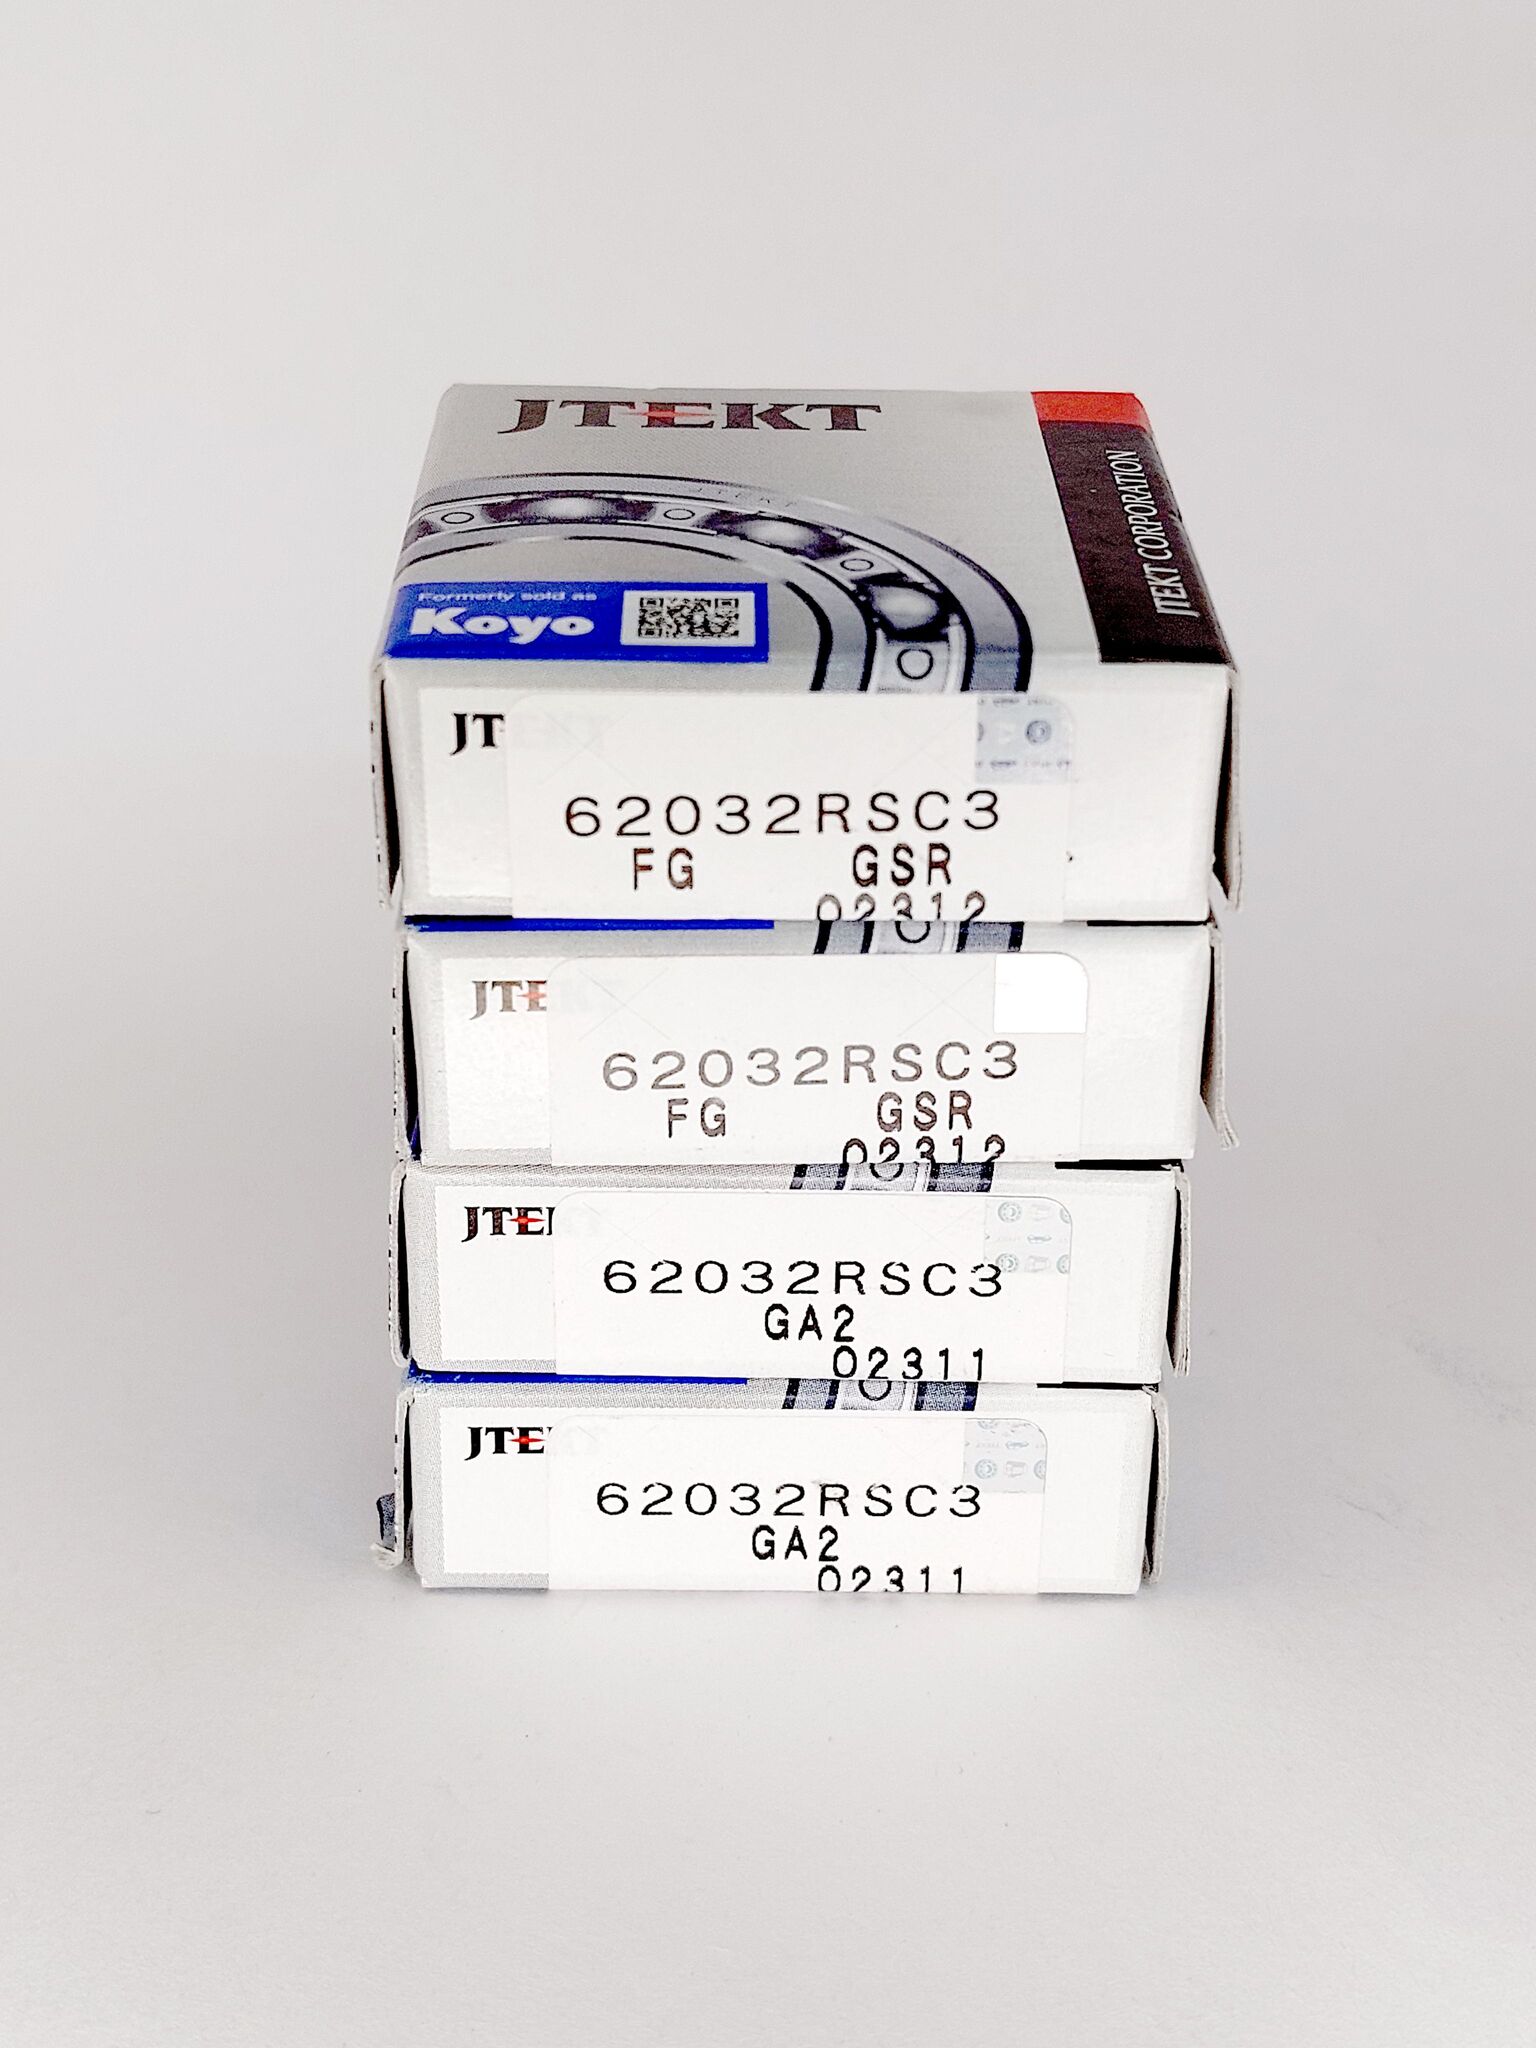 JTEKT
JTEKT
JTEKT CORPORATION
Formerly sold as
Koyo
JT
62032RSC3
FG GSR
02312
JTE
62032RSC3
FG GSR
02312
JTE
62032RSC3
GA2
02311
JTE
62032RSC3
GA2
02311